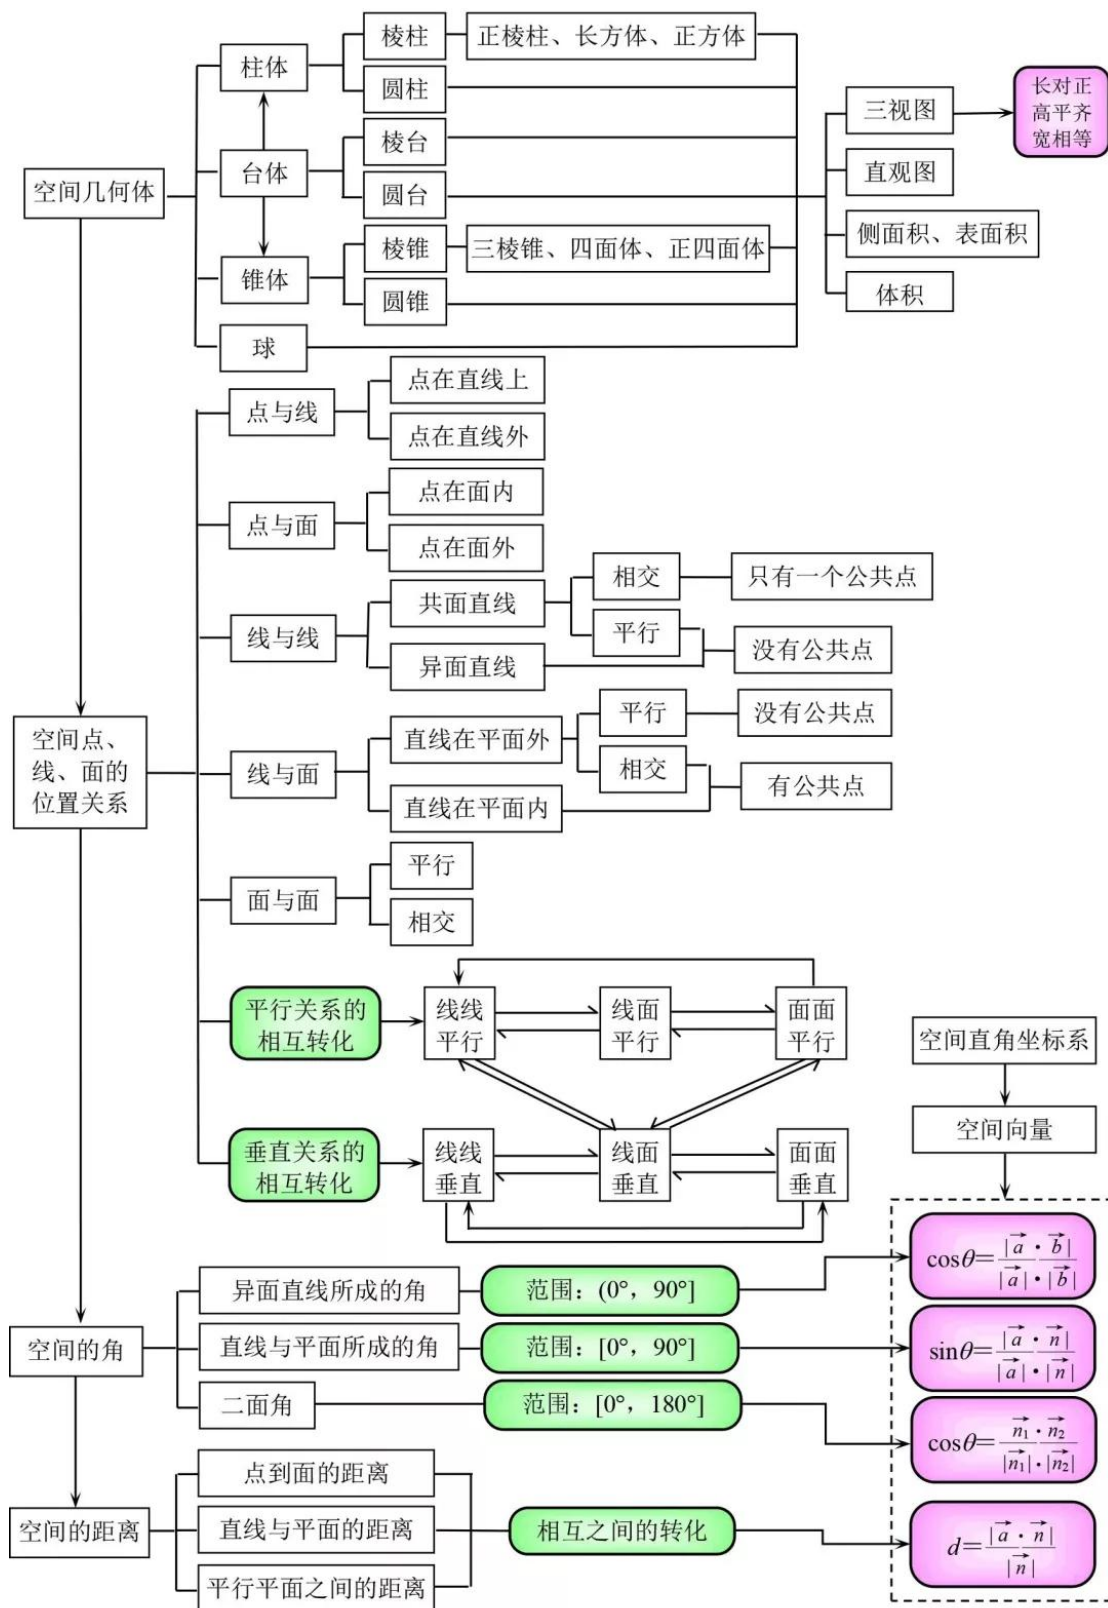 空间几何体
柱体
台体
锥体
球
棱柱
圆柱
棱台
圆台
棱锥
圆锥
正棱柱、长方体、正方体
三棱锥、四面体、正四面体
三视图
直观图
侧面积、表面积
体积
长对正
高平齐
宽相等
空间点、
线、面的
位置关系
点与线
点在直线上
点在直线外
点与面
点在面内
点在面外
线与线
共面直线
异面直线
相交
平行
只有一个公共点
没有公共点
线与面
直线在平面外
直线在平面内
平行
相交
没有公共点
有公共点
面与面
平行
相交
平行关系的
相互转化
线线
平行
线面
平行
面面
平行
垂直关系的
相互转化
线线
垂直
线面
垂直
面面
垂直
空间直角坐标系
空间向量
空间的角
异面直线所成的角
范围:(0°,90°]
cosθ=|a⃗·b⃗|/|a⃗|·|b⃗|
直线与平面所成的角
范围:[0°,90°]
sinθ=|a⃗·n⃗|/|a⃗|·|n⃗|
二面角
范围:[0°,180°]
cosθ=n₁⃗·n₂⃗/|n₁⃗|·|n₂⃗|
空间的距离
点到面的距离
直线与平面的距离
平行平面之间的距离
相互之间的转化
d=|a⃗·n⃗|/|n⃗|